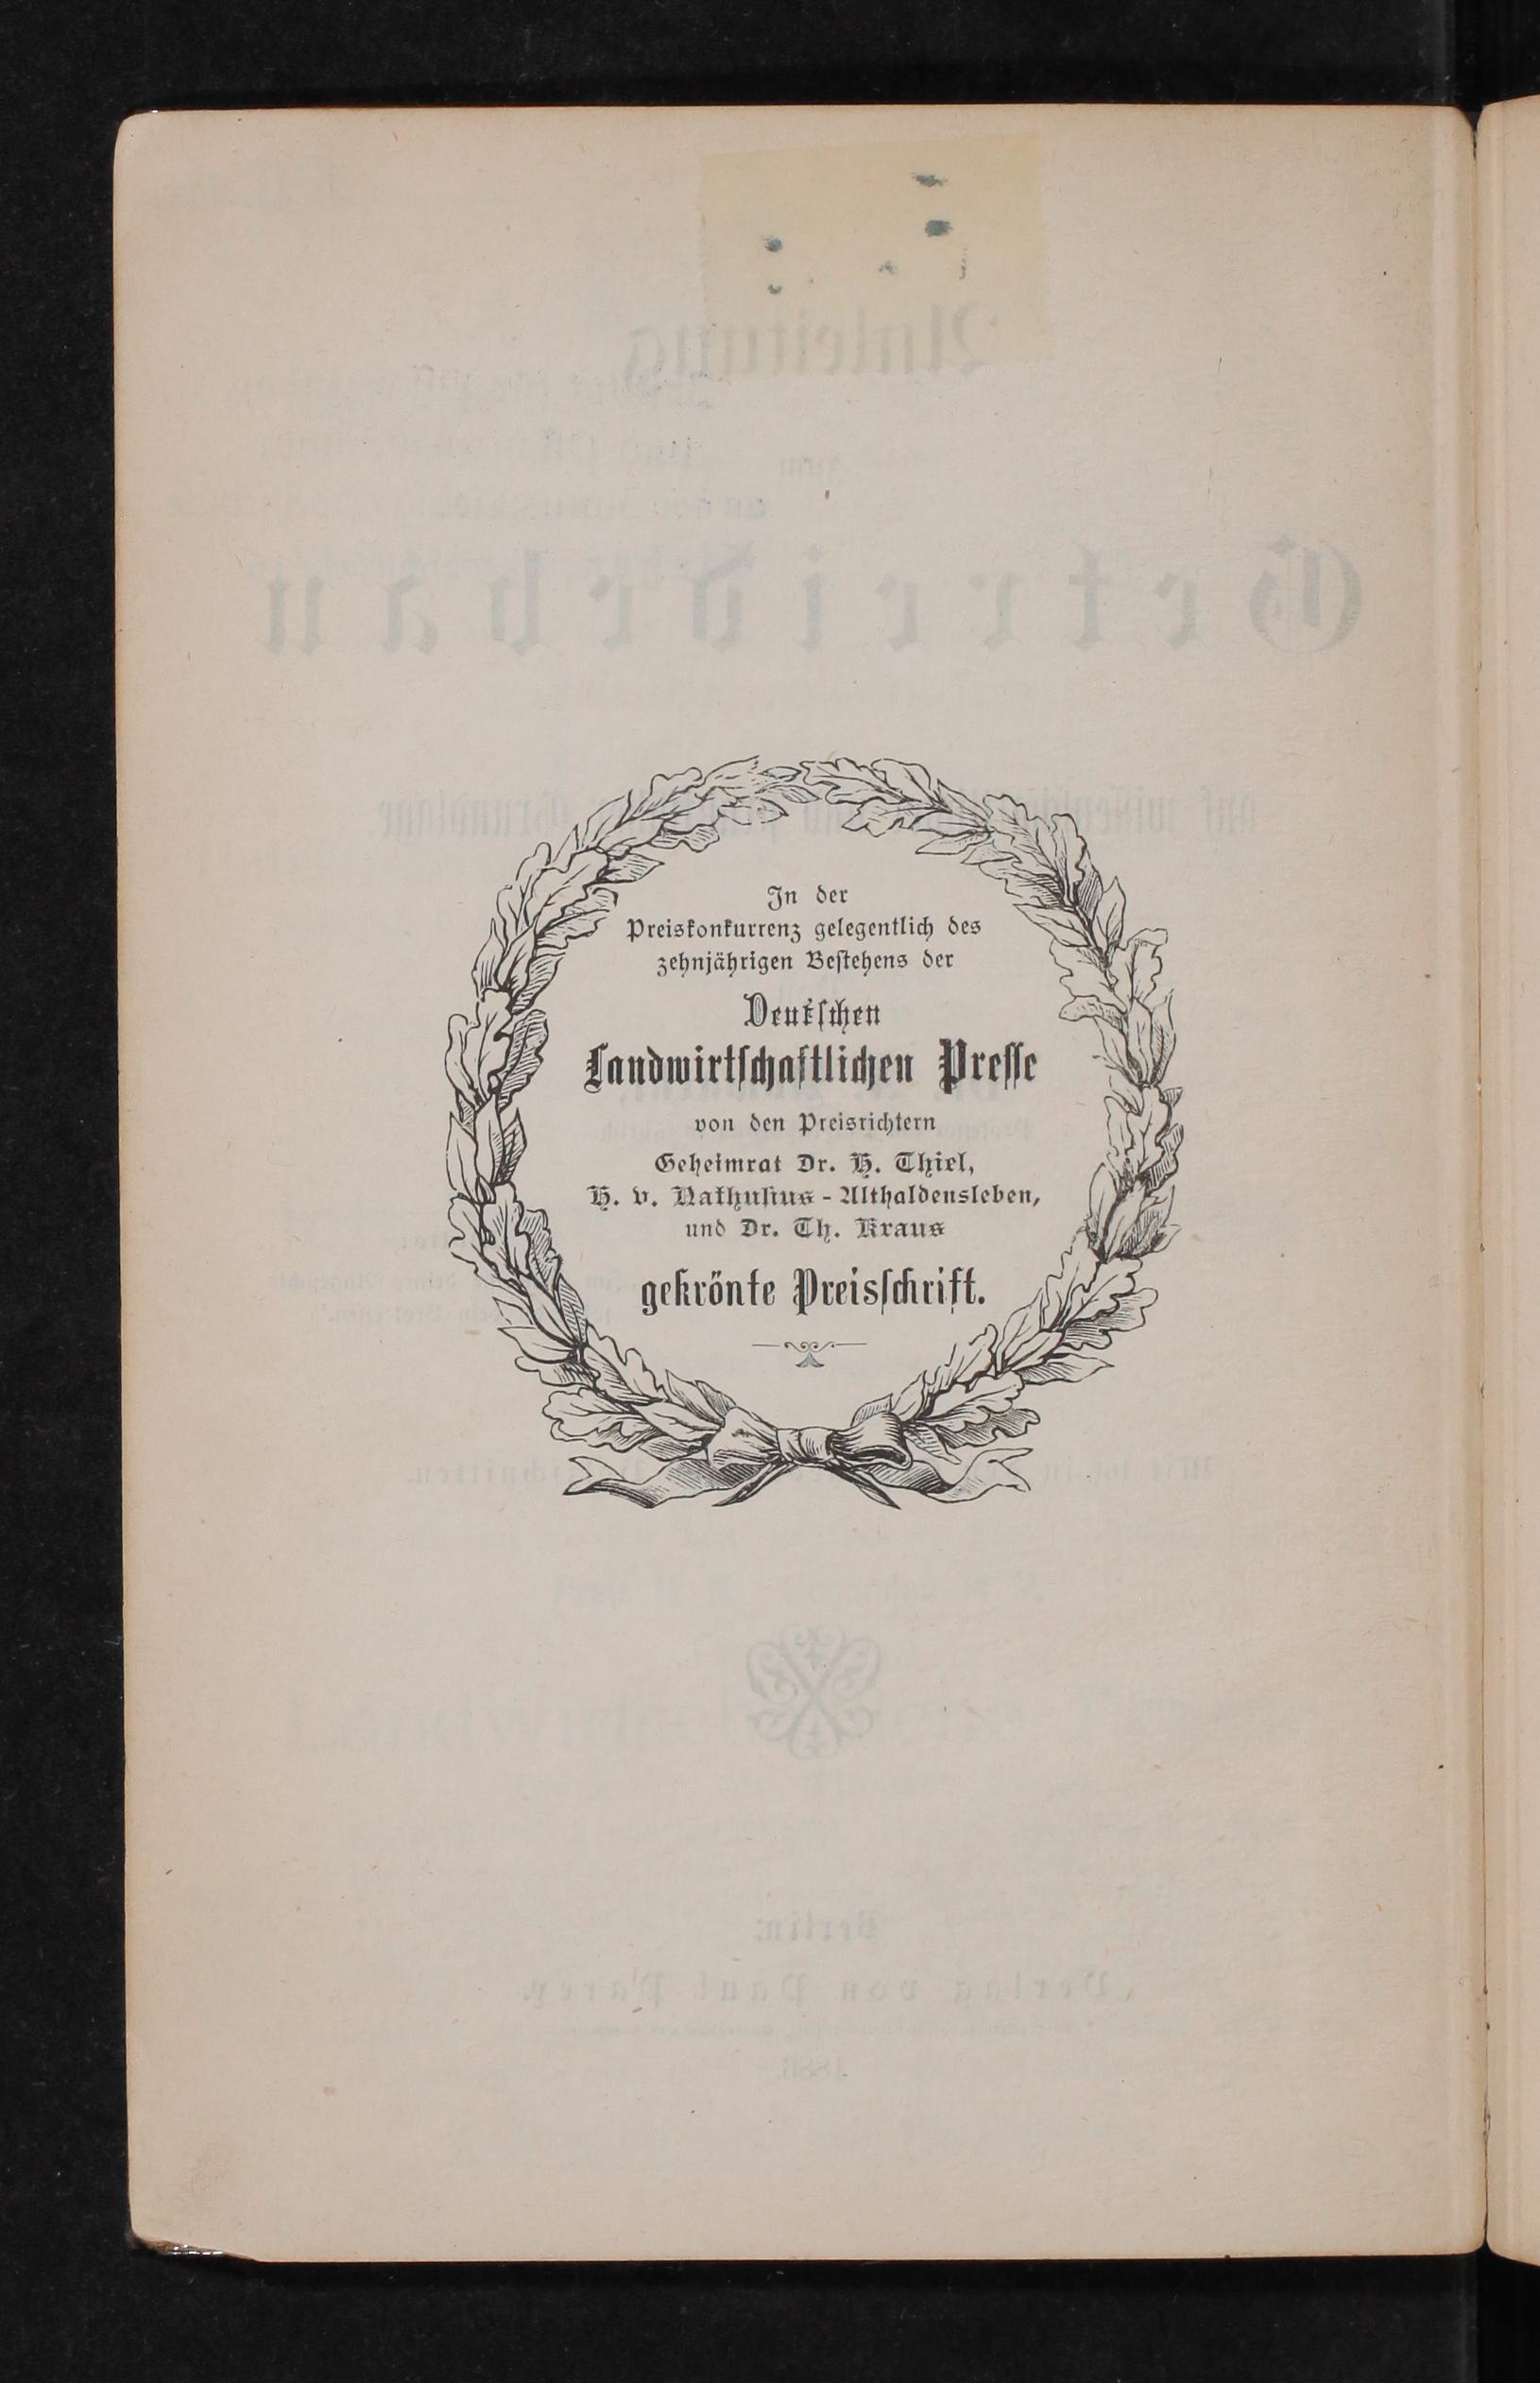 In der
Preiskonkurrenz gelegentlich des
zehnjährigen Bestehens der
Deutschen
Landwirtschaftlichen Presse
von den Preisrichtern
Geheimrat Dr. H. Thiel,
H. v. Nathusius - Althaldensleben,
und Dr. Th. Kraus
gekrönte Preisschrift.